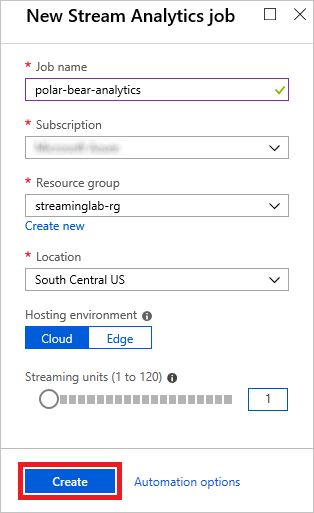 New Stream Analytics job
* Job name
polar-bear-analytics
* Subscription
* Resource group
streaminglab-rg
Create new
* Location
South Central US
Hosting environment
Cloud Edge
Streaming units (1 to 120)
1
Create Automation options